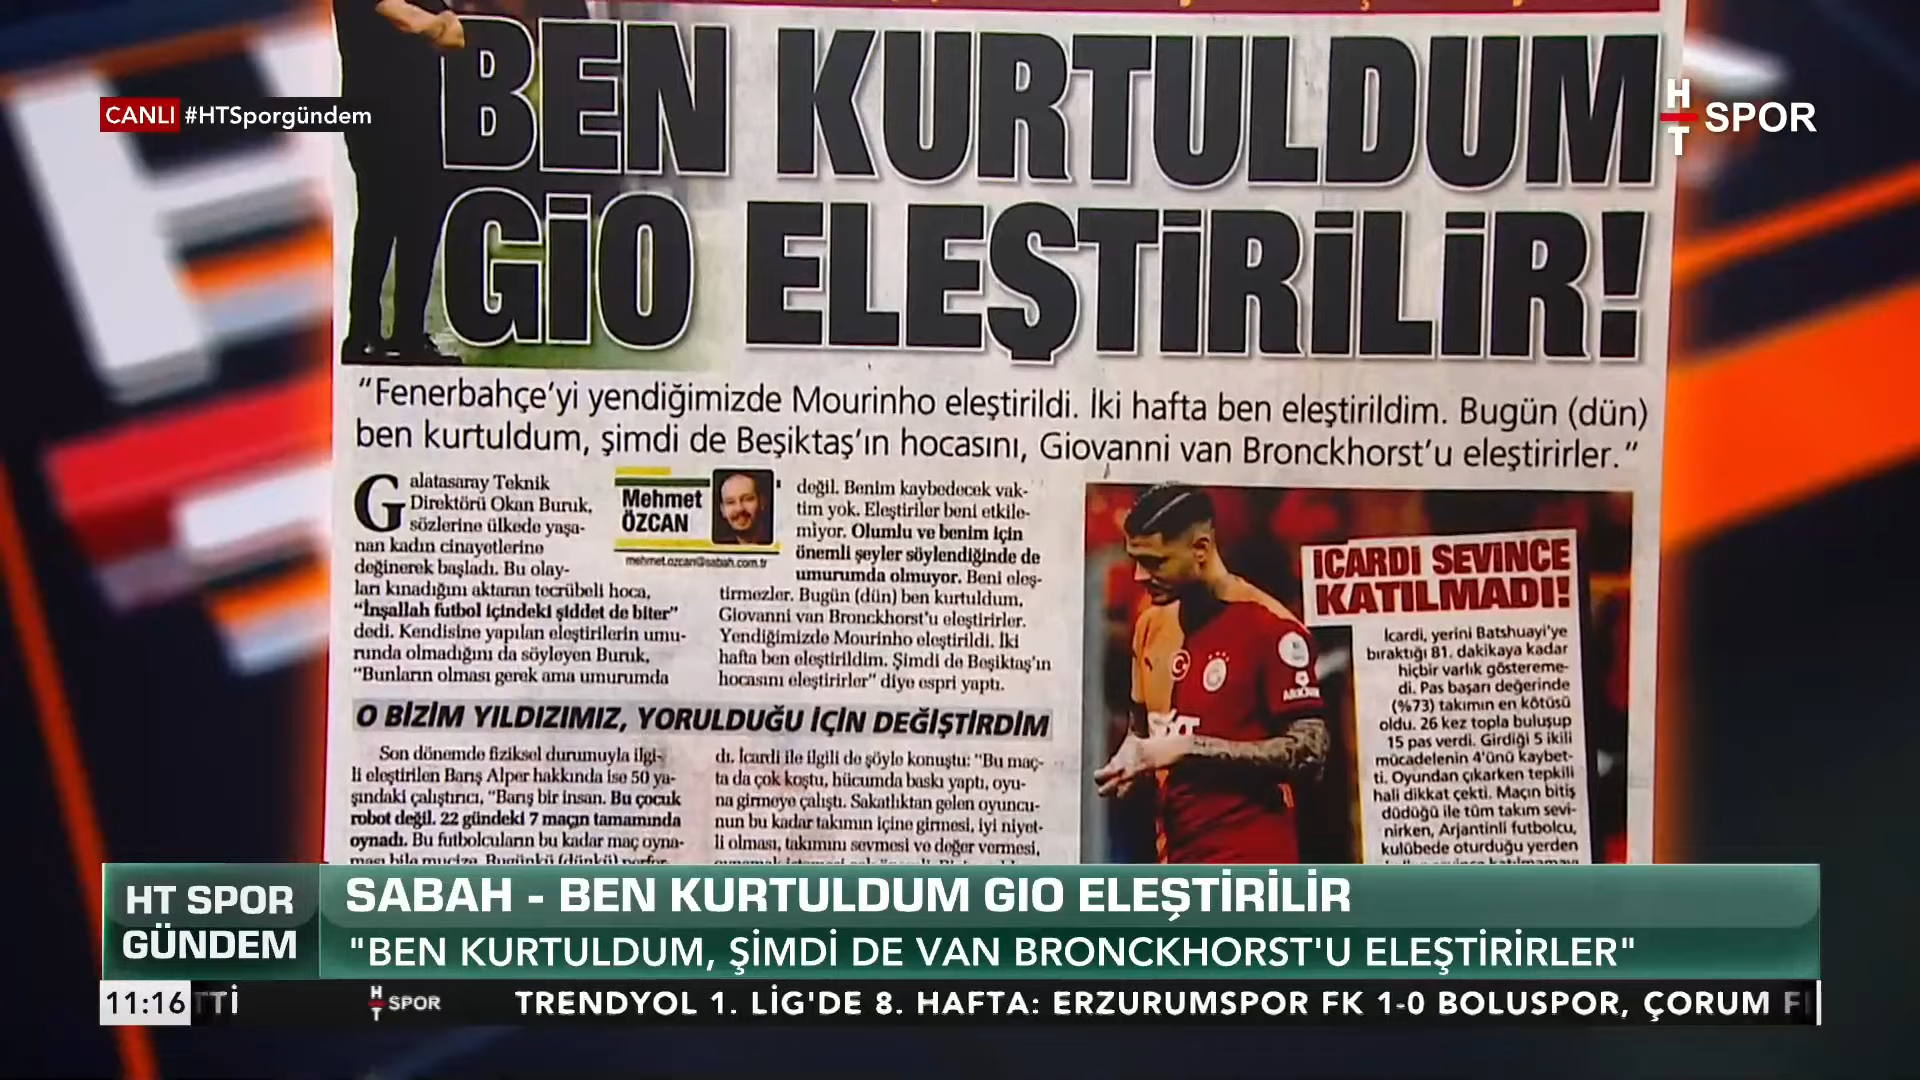 CANLI #HTSporgündem
HT SPOR
BEN KURTULDUM
GİO ELEŞTİRİLİR!
"Fenerbahçe'yi yendiğimizde Mourinho eleştirildi. İki hafta ben eleştirildim. Bugün (dün)
ben kurtuldum, şimdi de Beşiktaş'ın hocasını, Giovanni van Bronckhorst'u eleştirirler."
Galatasaray Teknik
Direktörü Okan Buruk,
sözlerine ülkede yaşa-
nan kadın cinayetlerine
değinerek başladı. Bu olay-
ları kınadığını aktaran tecrübeli hoca,
"İnşallah futbol içindeki şiddet de biter"
dedi. Kendisine yapılan eleştirilerin umu-
runda olmadığını da söyleyen Buruk,
"Bunların olması gerek ama umurumda
Mehmet
ÖZCAN
mehmet.ozcan@sabah.com.tr
değil. Benim kaybedecek vak-
tim yok. Eleştiriler beni etkile-
miyor. Olumlu ve benim için
önemli şeyler söylendiğinde de
umurumda olmuyor. Beni eleş-
tirmezler. Bugün (dün) ben kurtuldum,
Giovanni van Bronckhorst'u eleştirirler.
Yendiğimizde Mourinho eleştirildi. İki
hafta ben eleştirildim. Şimdi de Beşiktaş'ın
hocasını eleştirirler" diye espri yaptı.
O BİZİM YILDIZIMIZ, YORULDUĞU İÇİN DEĞİŞTİRDİM
Son dönemde fiziksel durumuyla ilgi-
li eleştirilen Barış Alper hakkında ise 50 ya-
şındaki çalıştırıcı, "Barış bir insan. Bu çocuk
robot değil. 22 gündeki 7 maçın tamamında
oynadı. Bu futbolcuların bu kadar maç oyna-
ması bile mucize. Bugünkü (dünkü) perfor-
dı. İcardi ile ilgili de şöyle konuştu: "Bu maç-
ta da çok koştu, hücumda baskı yaptı, oyu-
na girmeye çalıştı. Sakatlıktan gelen oyuncu-
nun bu kadar takımın içine girmesi, iyi niyet-
li olması, takımını sevmesi ve değer vermesi,
ICARDİ SEVİNCE
KATILMADI!
Icardi, yerini Batshuayi'ye
bıraktığı 81. dakikaya kadar
hiçbir varlık göstereme-
di. Pas başarı değerinde
(%73) takımın en kötüsü
oldu. 26 kez topla buluşup
15 pas verdi. Girdiği 5 ikili
mücadelenin 4'ünü kaybet-
ti. Oyundan çıkarken tepkili
hali dikkat çekti. Maçın bitiş
düdüğü ile tüm takım sevi-
nirken, Arjantinli futbolcu,
kulübede oturduğu yerden
HT SPOR
GÜNDEM
SABAH - BEN KURTULDUM GIO ELEŞTİRİLİR
"BEN KURTULDUM, ŞİMDİ DE VAN BRONCKHORST'U ELEŞTİRİRLER"
11:16 TTİ HT SPOR TRENDYOL 1. LİG'DE 8. HAFTA: ERZURUMSPOR FK 1-0 BOLUSPOR, ÇORUM F